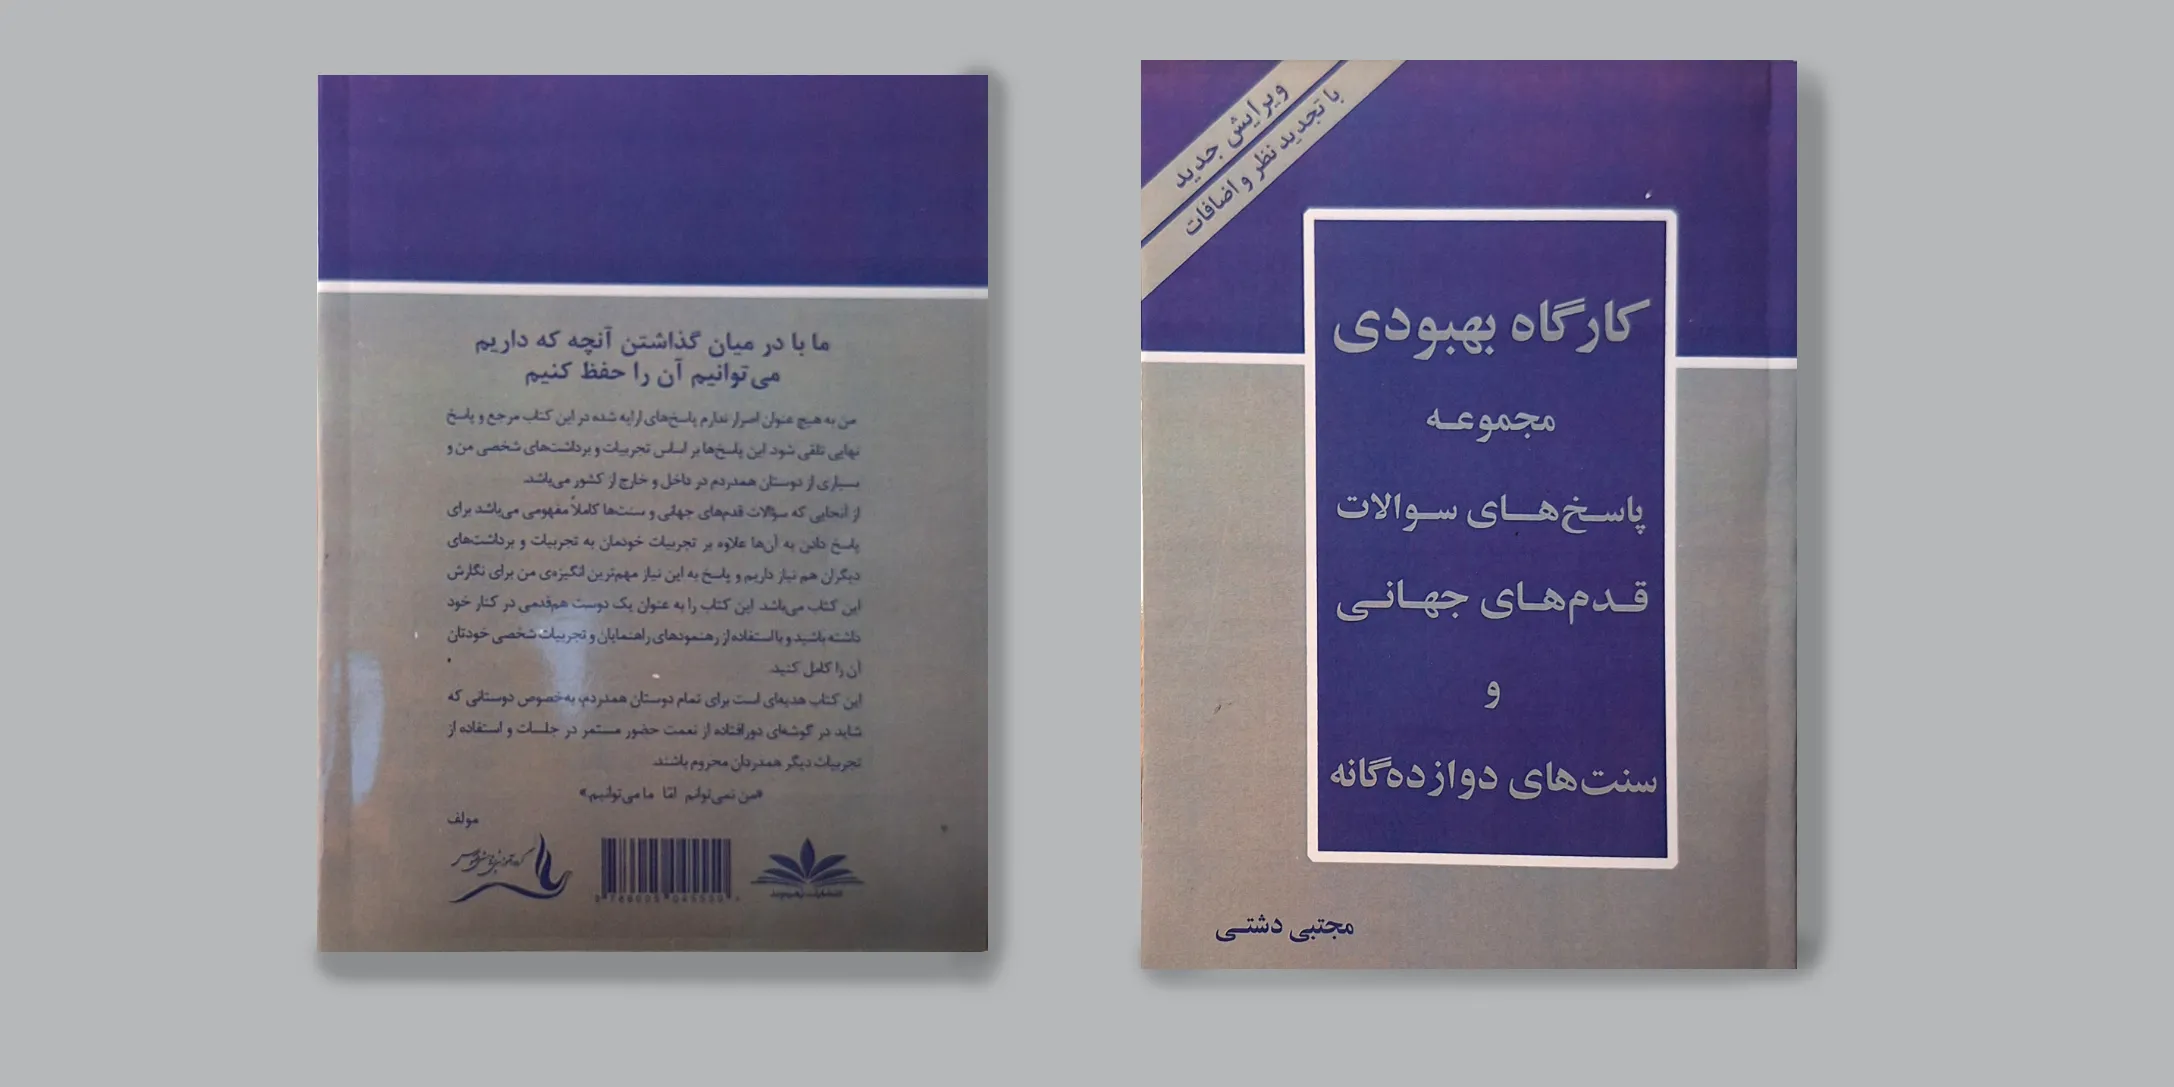 ویرایش جدید
با تجدید نظر و اضافات
کارگاه بهبودی
مجموعه
پاسخ‌های سوالات
قدم‌های جهانی
و
سنت‌های دوازده‌گانه
مجتبی دشتی
ما با در میان گذاشتن آنچه که داریم
می‌توانیم آن را حفظ کنیم
من به هیچ عنوان اصرار ندارم پاسخ‌های ارایه شده در این کتاب مرجع و پاسخ
نهایی تلقی شود. این پاسخ‌ها بر اساس تجربیات و برداشت‌های شخصی من و
بسیاری از دوستان همدردم در داخل و خارج از کشور می‌باشد.
از آنجایی که سؤالات قدم‌های جهانی و سنت‌ها کاملاً مفهومی می‌باشد برای
پاسخ دادن به آن‌ها علاوه بر تجربیات خودمان به تجربیات و برداشت‌های
دیگران هم نیاز داریم و پاسخ به این نیاز مهم‌ترین انگیزه‌ی من برای نگارش
این کتاب می‌باشد. این کتاب را به عنوان یک دوست هم‌قدمی در کنار خود
داشته باشید و با استفاده از رهنمودهای راهنمایان و تجربیات شخصی خودتان
آن را کامل کنید.
این کتاب هدیه‌ای است برای تمام دوستان همدردم، به‌خصوص دوستانی که
شاید در گوشه‌ای دورافتاده از نعمت حضور مستمر در جلسات و استفاده از
تجربیات دیگر همدردان محروم باشند.
«من نمی‌توانم اما ما می‌توانیم»
مولف